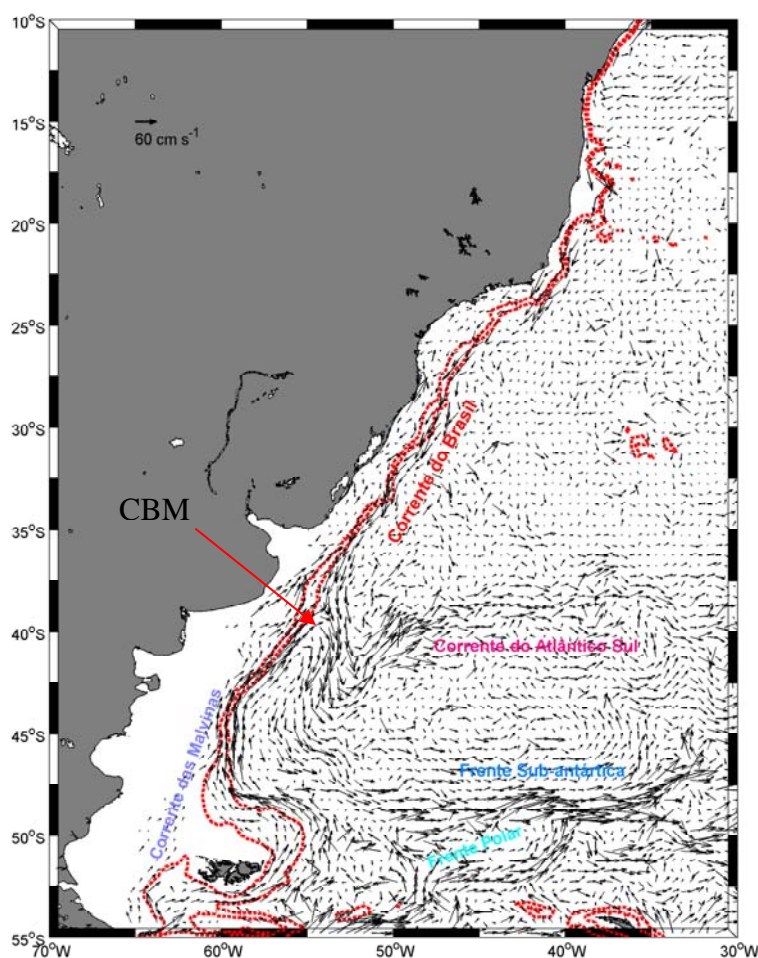 10°S
15°S
60 cm s⁻¹
20°S
25°S
30°S
Corrente do Brasil
CBM
35°S
40°S
Corrente do Atlântico Sul
45°S
Corrente des Malvinas
Frente Sub-antártica
50°S
Frente Polar
55°S
70°W
60°W
50°W
40°W
30°W